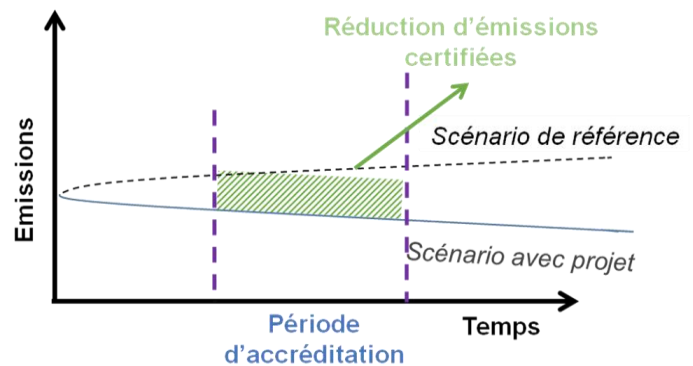 Réduction d'émissions
certifiées
Scénario de référence
Emissions
Scénario avec projet
Période
d'accréditation
Temps